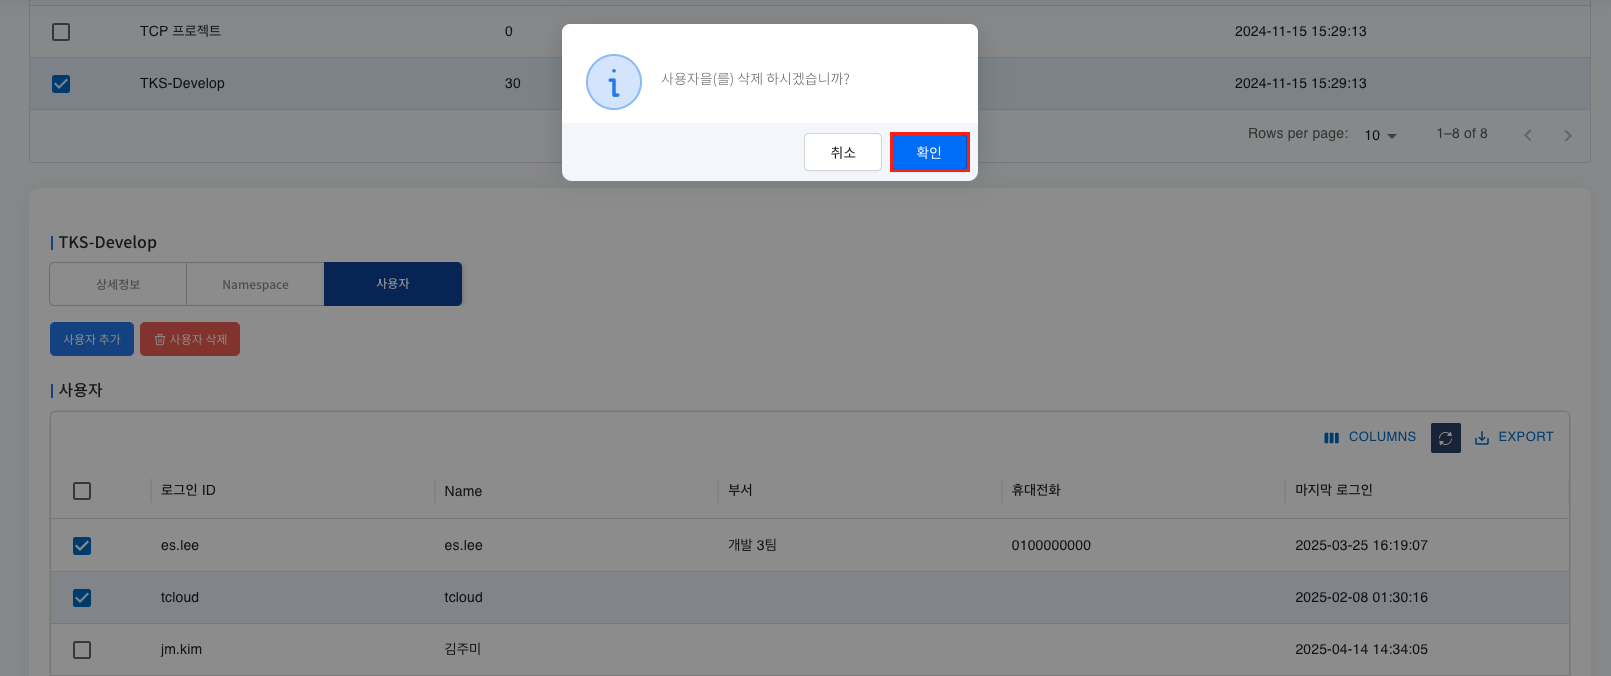 TCP 프로젝트 0 2024-11-15 15:29:13
TKS-Develop 30 2024-11-15 15:29:13
Rows per page: 10 1–8 of 8
i
사용자을(를) 삭제 하시겠습니까?
취소 확인
TKS-Develop
상세정보 Namespace 사용자
사용자 추가 사용자 삭제
사용자
COLUMNS EXPORT
로그인 ID Name 부서 휴대전화 마지막 로그인
es.lee es.lee 개발 3팀 0100000000 2025-03-25 16:19:07
tcloud tcloud 2025-02-08 01:30:16
jm.kim 김주미 2025-04-14 14:34:05